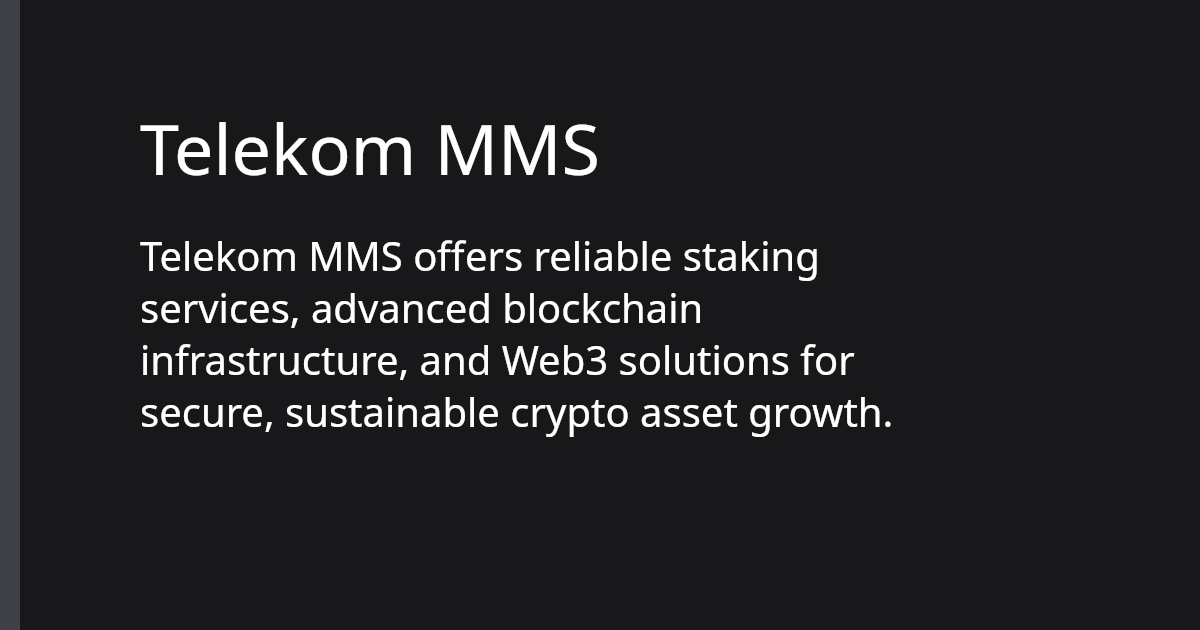 Telekom MMS
Telekom MMS offers reliable staking
services, advanced blockchain
infrastructure, and Web3 solutions for
secure, sustainable crypto asset growth.